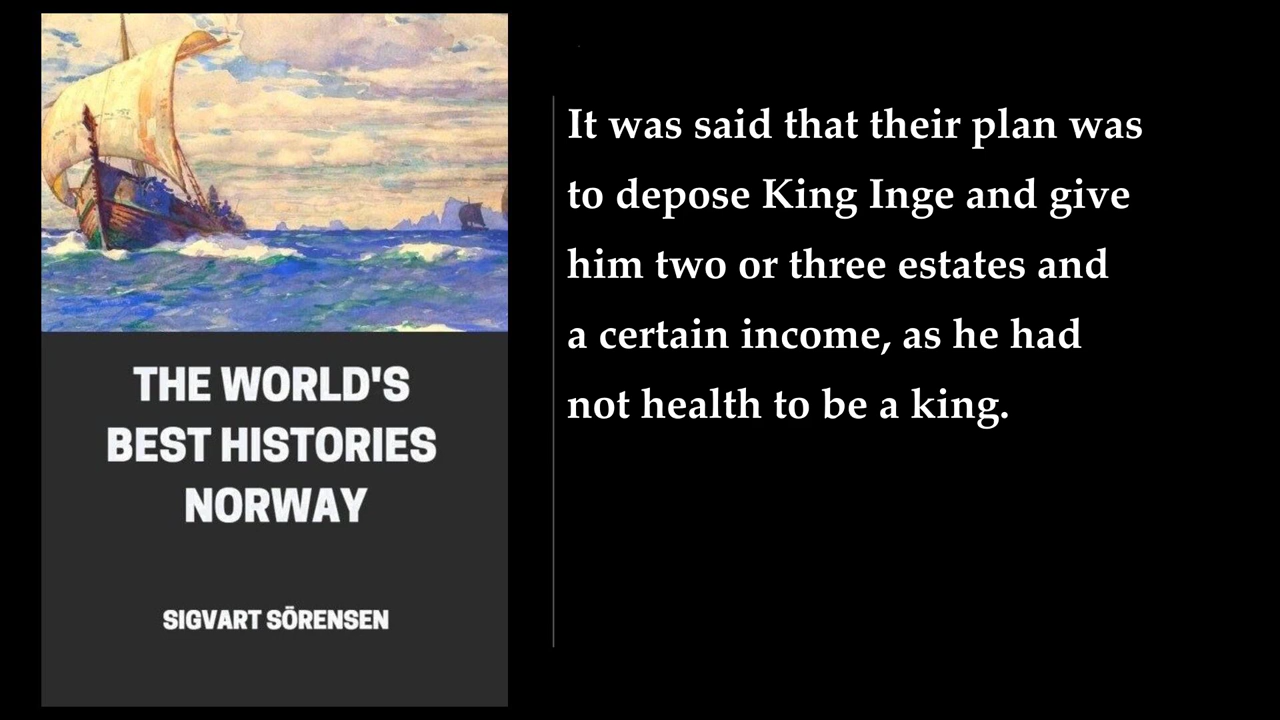 THE WORLD'S
BEST HISTORIES
NORWAY
SIGVART SÖRENSEN
It was said that their plan was
to depose King Inge and give
him two or three estates and
a certain income, as he had
not health to be a king.